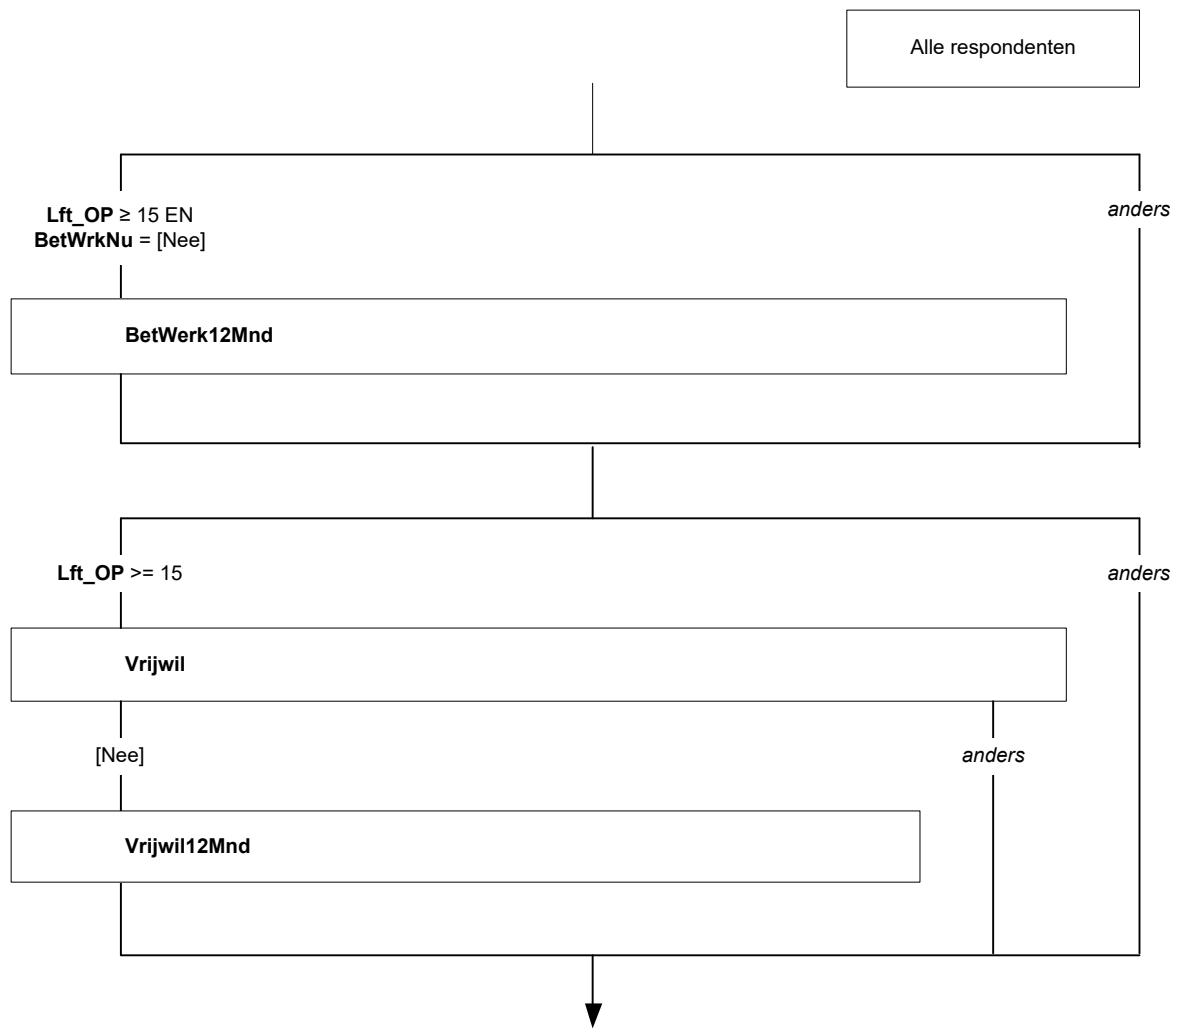 Alle respondenten
Lft_OP ≥ 15 EN
BetWrkNu = [Nee]
anders
BetWerk12Mnd
Lft_OP >= 15
anders
Vrijwil
[Nee]
anders
Vrijwil12Mnd